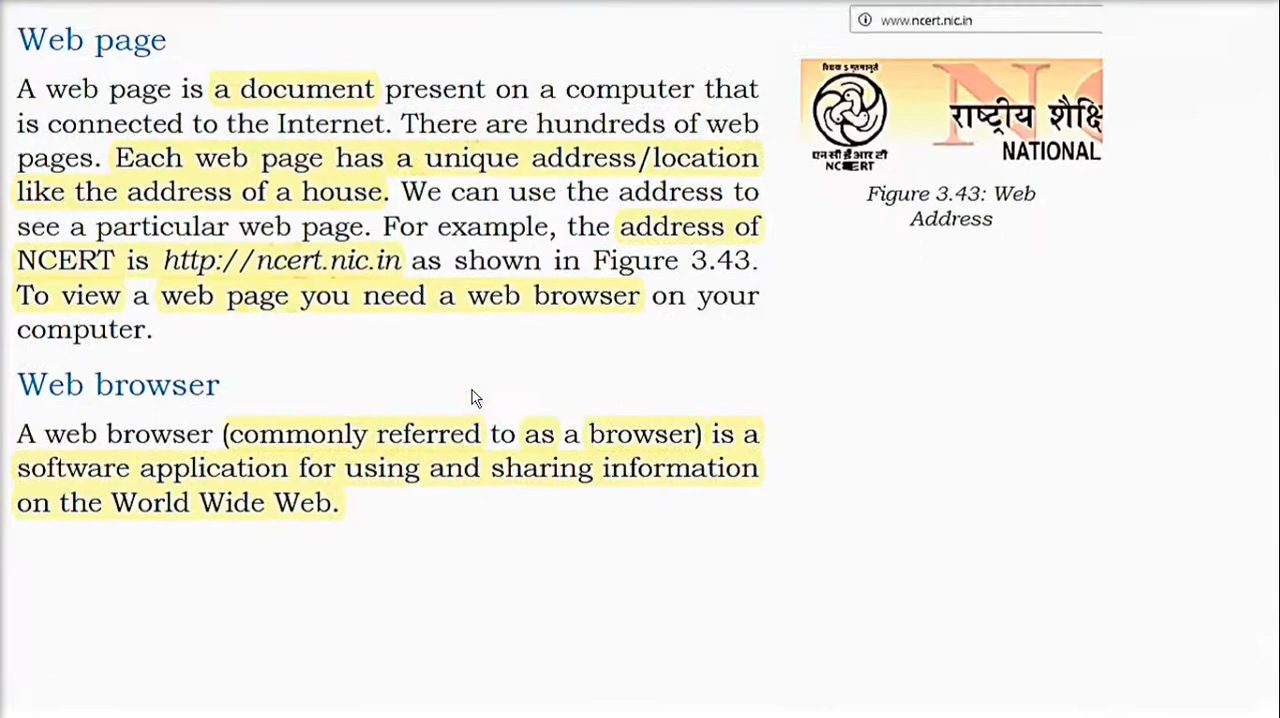 Web page
A web page is a document present on a computer that
is connected to the Internet. There are hundreds of web
pages. Each web page has a unique address/location
like the address of a house. We can use the address to
see a particular web page. For example, the address of
NCERT is http://ncert.nic.in as shown in Figure 3.43.
To view a web page you need a web browser on your
computer.
Web browser
A web browser (commonly referred to as a browser) is a
software application for using and sharing information
on the World Wide Web.
www.ncert.nic.in
एन सी ई आर टी
NCERT
राष्ट्रीय शैक्षि
NATIONAL
Figure 3.43: Web
Address